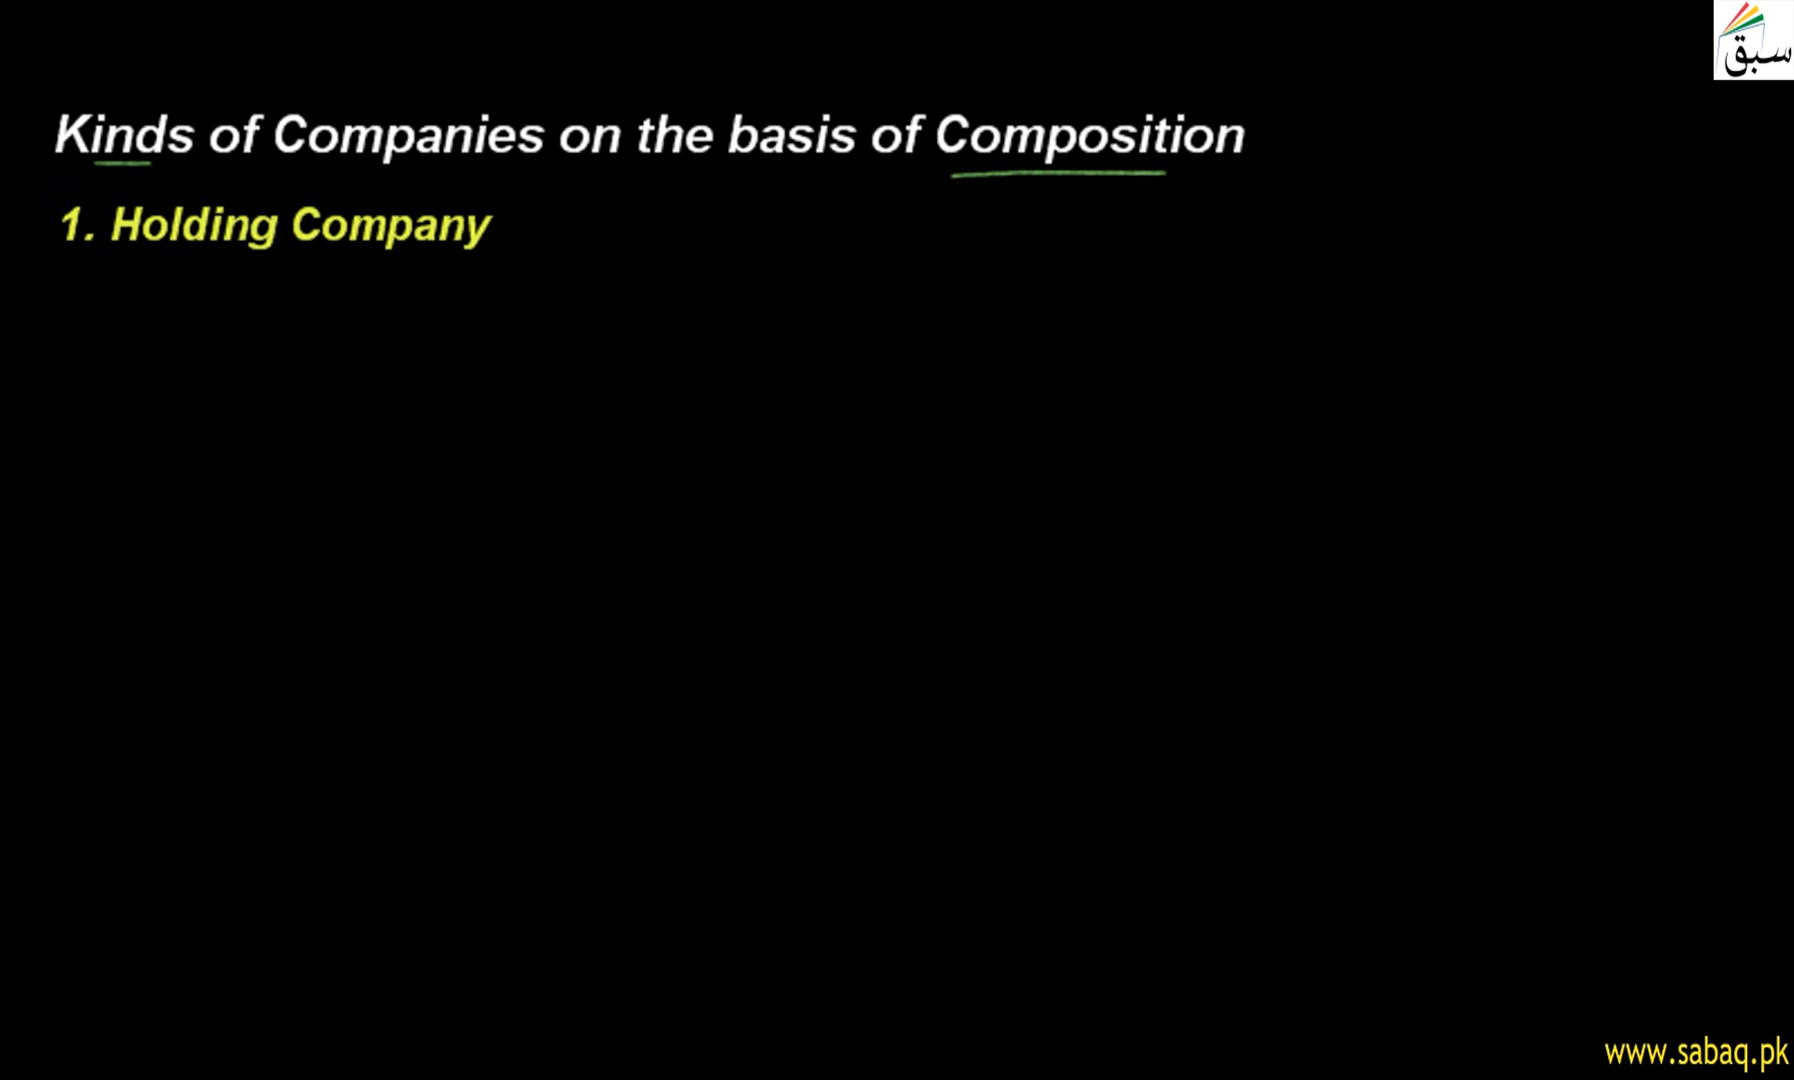 سبق
Kinds of Companies on the basis of Composition
1. Holding Company
www.sabaq.pk